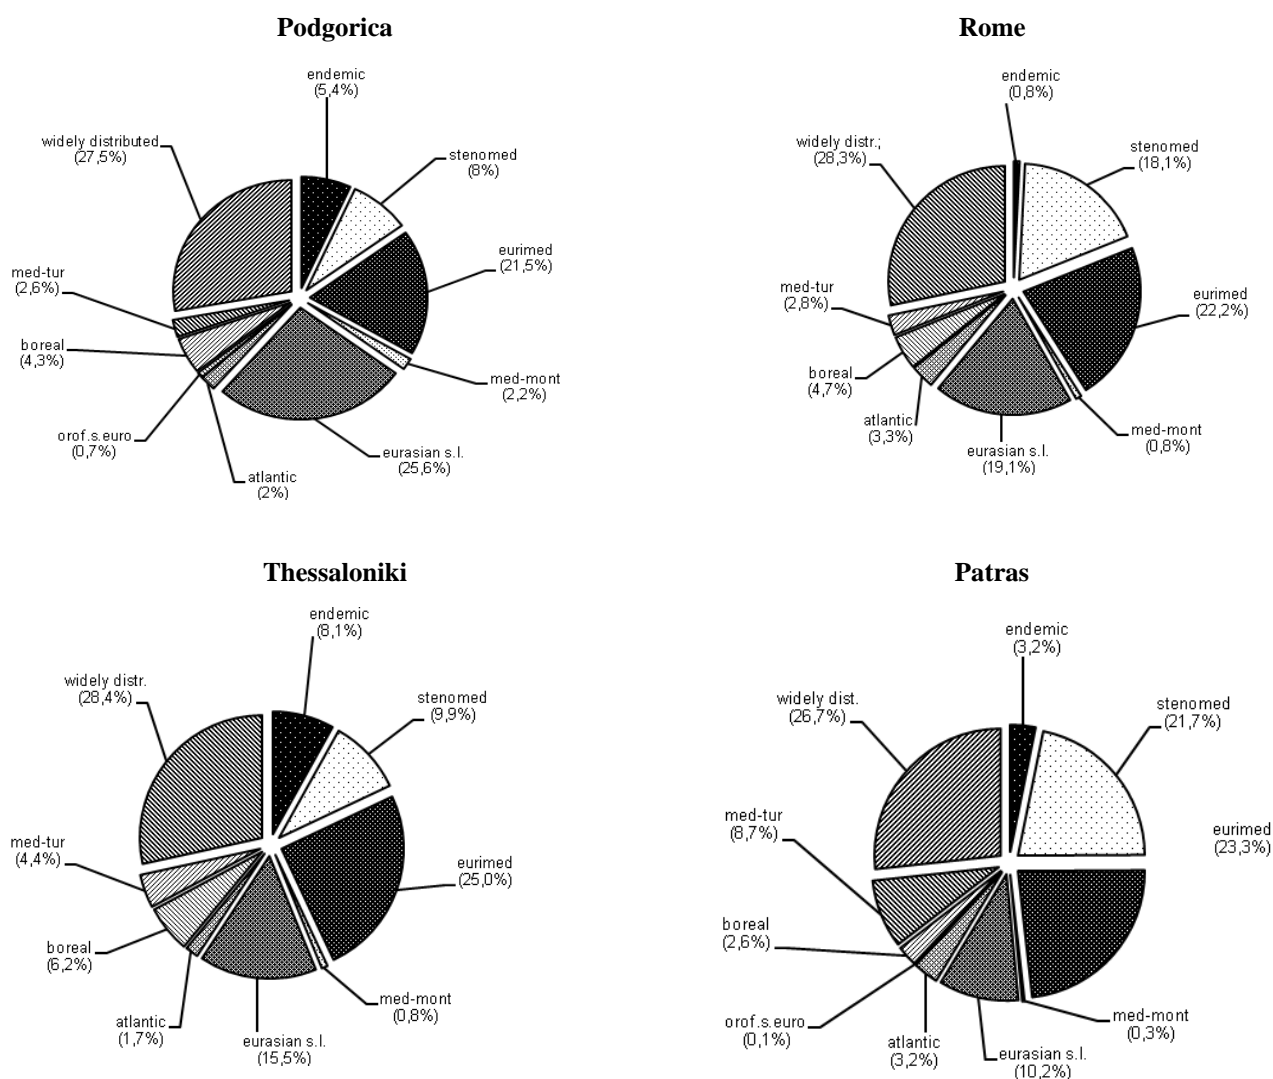 Podgorica
endemic
(5,4%)
widely distributed
(27,5%)
stenomed
(8%)
eurimed
(21,5%)
med-tur
(2,6%)
boreal
(4,3%)
med-mont
(2,2%)
orof.s.euro
(0,7%)
eurasian s.l.
(25,6%)
atlantic
(2%)
Rome
endemic
(0,8%)
widely distr.;
(28,3%)
stenomed
(18,1%)
med-tur
(2,8%)
eurimed
(22,2%)
boreal
(4,7%)
atlantic
(3,3%)
med-mont
(0,8%)
eurasian s.l.
(19,1%)
Thessaloniki
endemic
(8,1%)
widely distr.
(28,4%)
stenomed
(9,9%)
med-tur
(4,4%)
eurimed
(25,0%)
boreal
(6,2%)
med-mont
(0,8%)
atlantic
(1,7%)
eurasian s.l.
(15,5%)
Patras
endemic
(3,2%)
widely dist.
(26,7%)
stenomed
(21,7%)
med-tur
(8,7%)
eurimed
(23,3%)
boreal
(2,6%)
med-mont
(0,3%)
orof.s.euro
(0,1%)
atlantic
(3,2%)
eurasian s.l.
(10,2%)